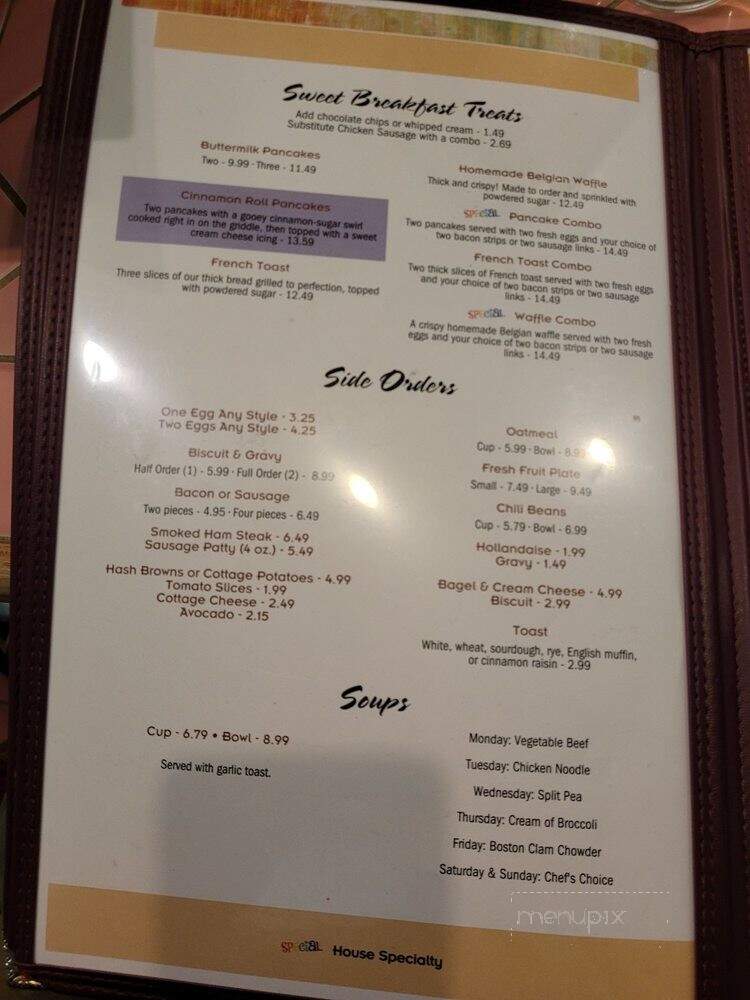 Sweet Breakfast Treats
Add chocolate chips or whipped cream - 1.49
Substitute Chicken Sausage with a combo - 2.69
Buttermilk Pancakes
Two - 9.99 · Three - 11.49
Cinnamon Roll Pancakes
Two pancakes with a gooey cinnamon-sugar swirl
cooked right in on the griddle, then topped with a sweet
cream cheese icing - 13.59
French Toast
Three slices of our thick bread grilled to perfection, topped
with powdered sugar - 12.49
Homemade Belgian Waffle
Thick and crispy! Made to order and sprinkled with
powdered sugar - 12.49
SPECIAL Pancake Combo
Two pancakes served with two fresh eggs and your choice of
two bacon strips or two sausage links - 14.49
French Toast Combo
Two thick slices of French toast served with two fresh eggs
and your choice of two bacon strips or two sausage
links - 14.49
SPECIAL Waffle Combo
A crispy homemade Belgian waffle served with two fresh
eggs and your choice of two bacon strips or two sausage
links - 14.49
Side Orders
One Egg Any Style - 3.25
Two Eggs Any Style - 4.25
Biscuit & Gravy
Half Order (1) - 5.99 · Full Order (2) - 8.99
Bacon or Sausage
Two pieces - 4.95 · Four pieces - 6.49
Smoked Ham Steak - 6.49
Sausage Patty (4 oz.) - 5.49
Hash Browns or Cottage Potatoes - 4.99
Tomato Slices - 1.99
Cottage Cheese - 2.49
Avocado - 2.15
Oatmeal
Cup - 5.99 · Bowl - 8.99
Fresh Fruit Plate
Small - 7.49 · Large - 9.49
Chili Beans
Cup - 5.79 · Bowl - 6.99
Hollandaise - 1.99
Gravy - 1.49
Bagel & Cream Cheese - 4.99
Biscuit - 2.99
Toast
White, wheat, sourdough, rye, English muffin,
or cinnamon raisin - 2.99
Soups
Cup - 6.79 • Bowl - 8.99
Served with garlic toast.
Monday: Vegetable Beef
Tuesday: Chicken Noodle
Wednesday: Split Pea
Thursday: Cream of Broccoli
Friday: Boston Clam Chowder
Saturday & Sunday: Chef's Choice
menupix
SPECIAL House Specialty